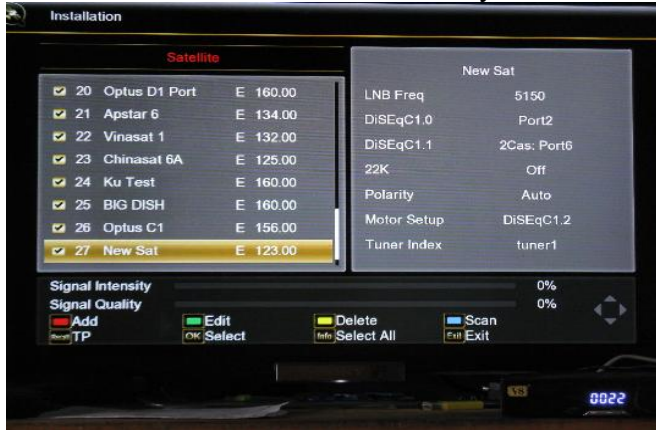 Installation
Satellite
20 Optus D1 Port E 160.00
21 Apstar 6 E 134.00
22 Vinasat 1 E 132.00
23 Chinasat 6A E 125.00
24 Ku Test E 160.00
25 BIG DISH E 160.00
26 Optus C1 E 156.00
27 New Sat E 123.00
New Sat
LNB Freq 5150
DiSEqC1.0 Port2
DiSEqC1.1 2Cas: Port6
22K Off
Polarity Auto
Motor Setup DiSEqC1.2
Tuner Index tuner1
Signal Intensity 0%
Signal Quality 0%
Add Edit Delete Scan
Recall TP OK Select Info Select All Exit Exit
V8 0022